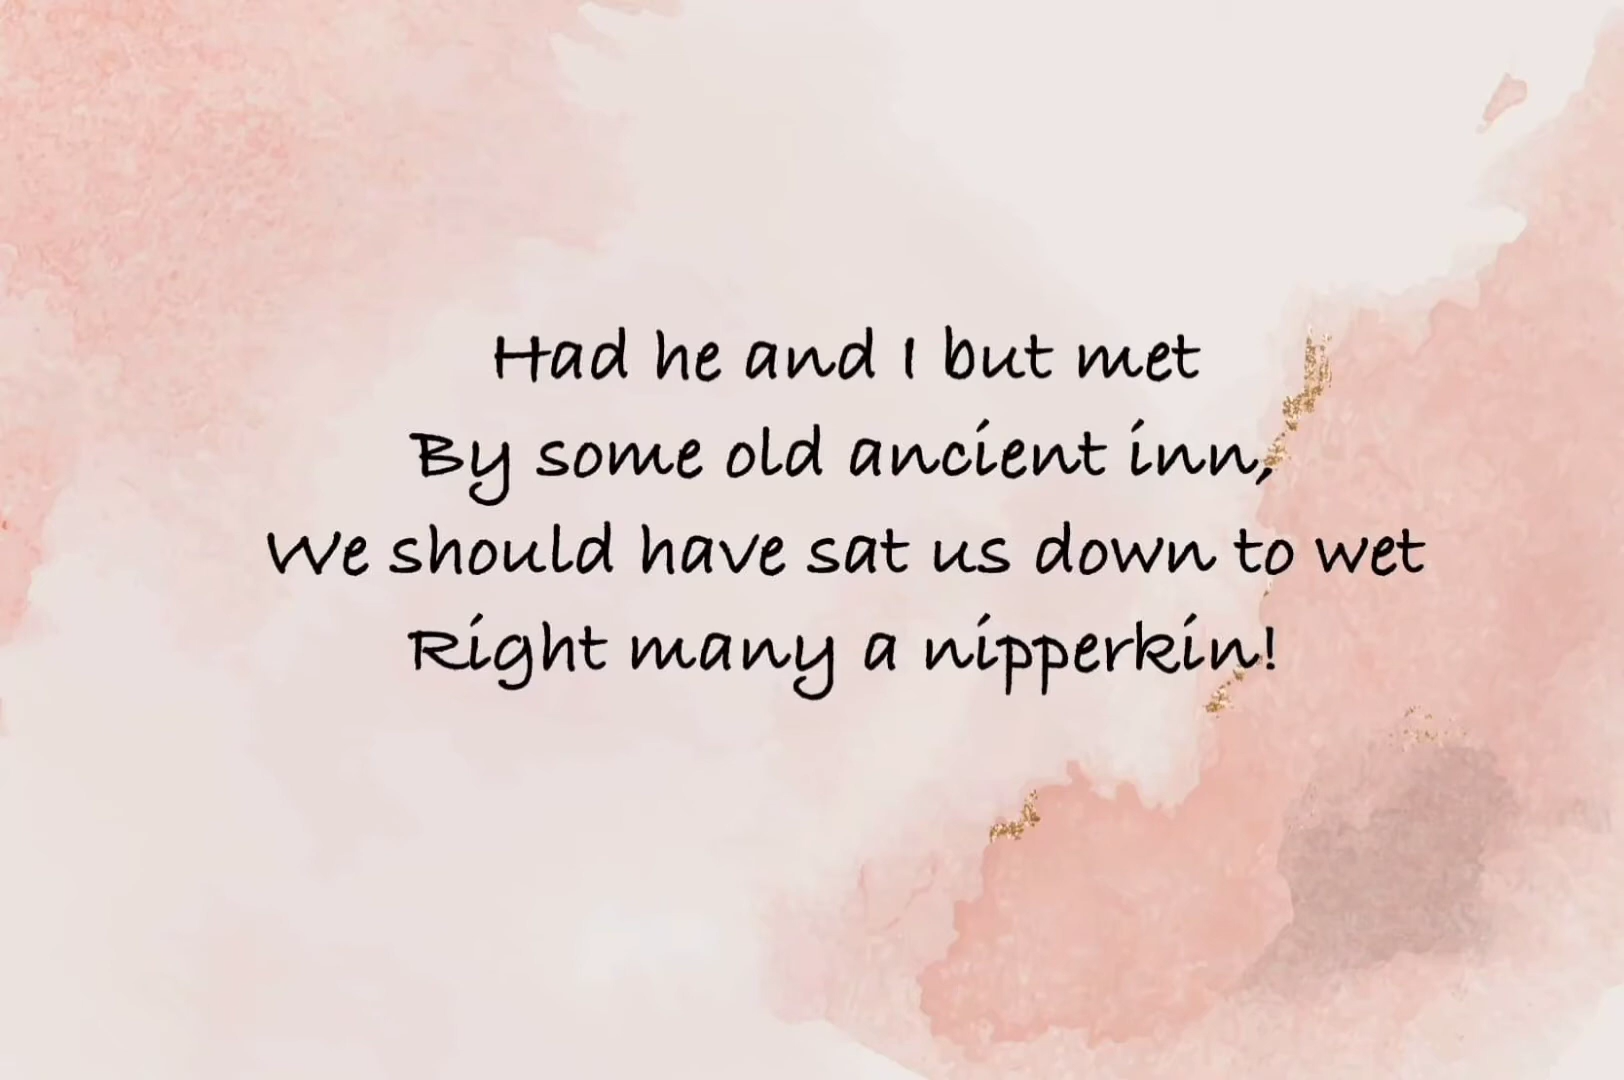 Had he and I but met
By some old ancient inn,
We should have sat us down to wet
Right many a nipperkin!